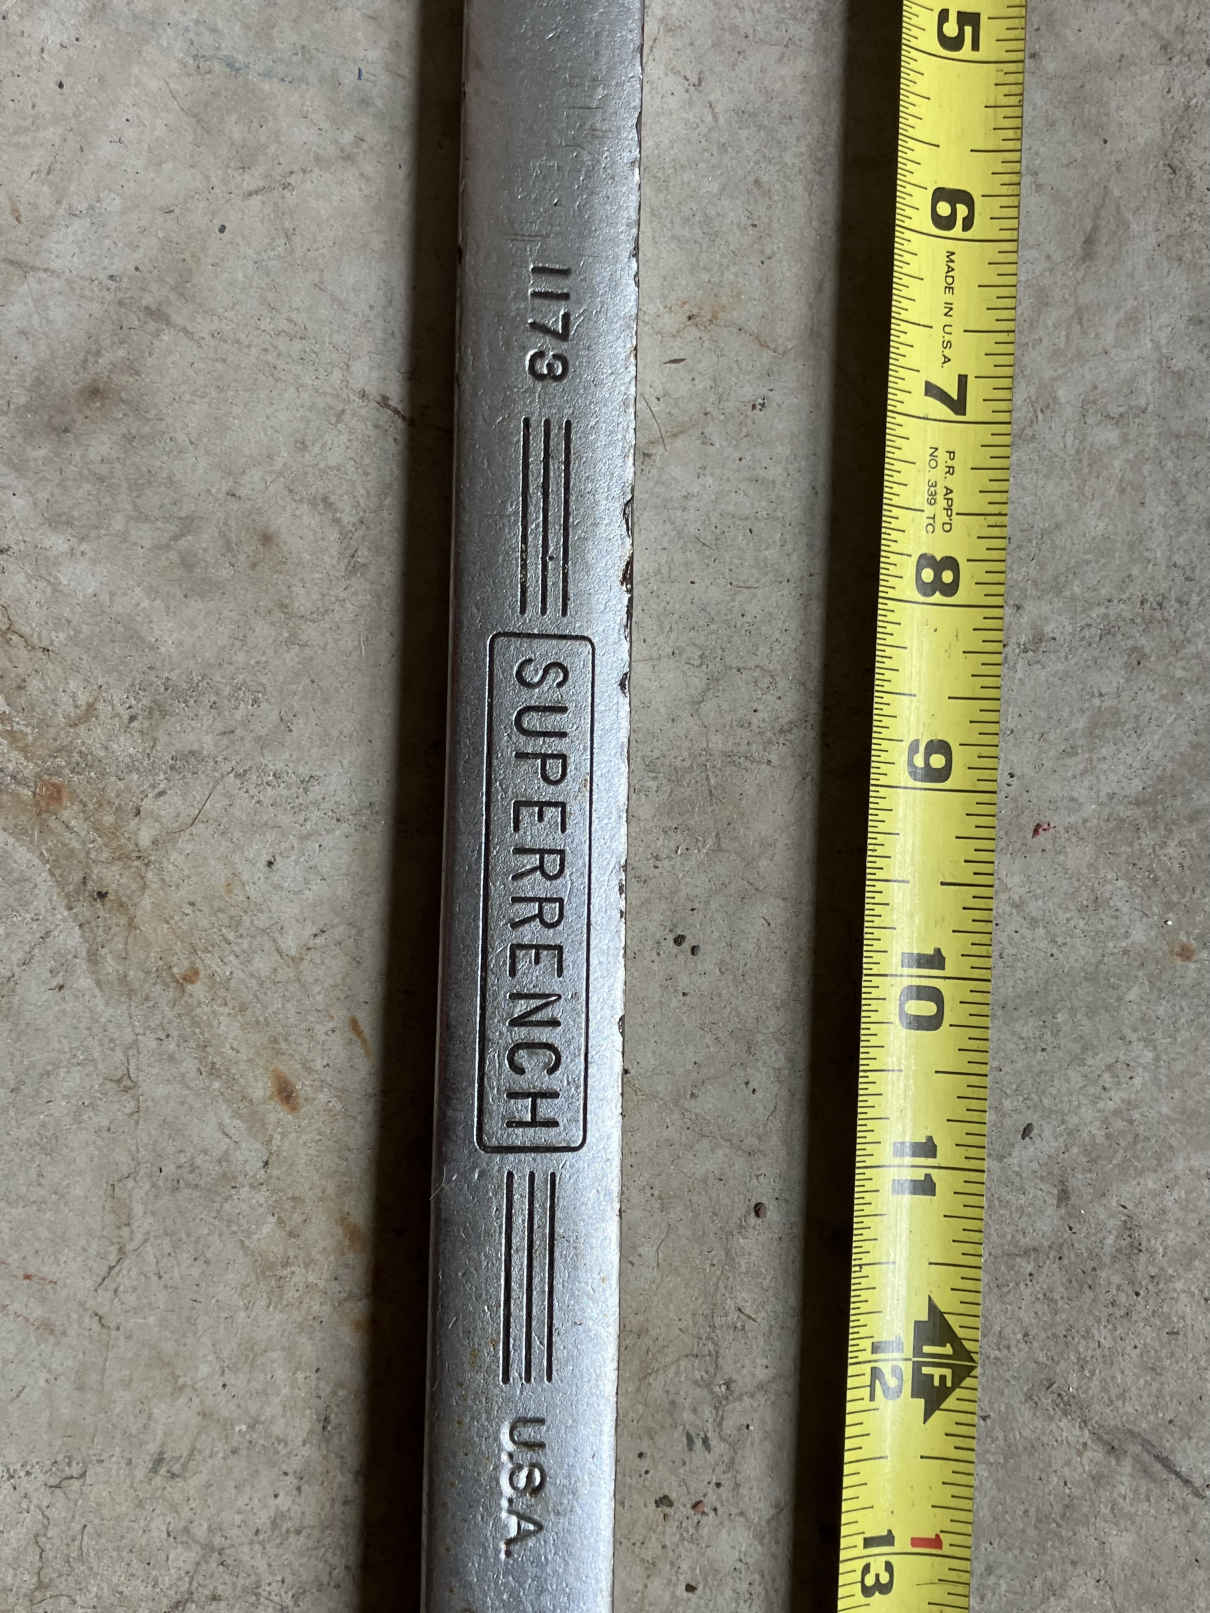 1173
SUPERRENCH
U.S.A.
5
6
MADE IN U.S.A.
7
P.R. APP'D
NO. 339 TC
8
9
10
11
1F
12
1
13